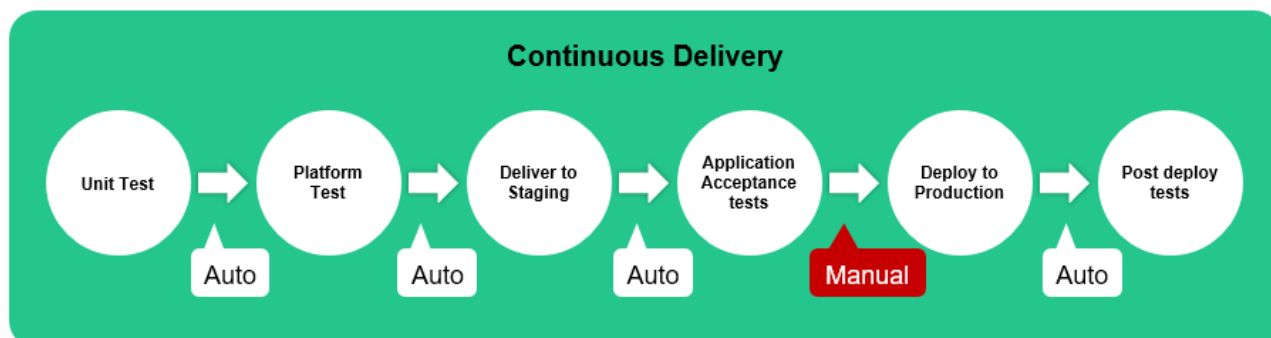 Continuous Delivery
Unit Test
Platform
Test
Deliver to
Staging
Application
Acceptance
tests
Deploy to
Production
Post deploy
tests
Auto
Auto
Auto
Manual
Auto